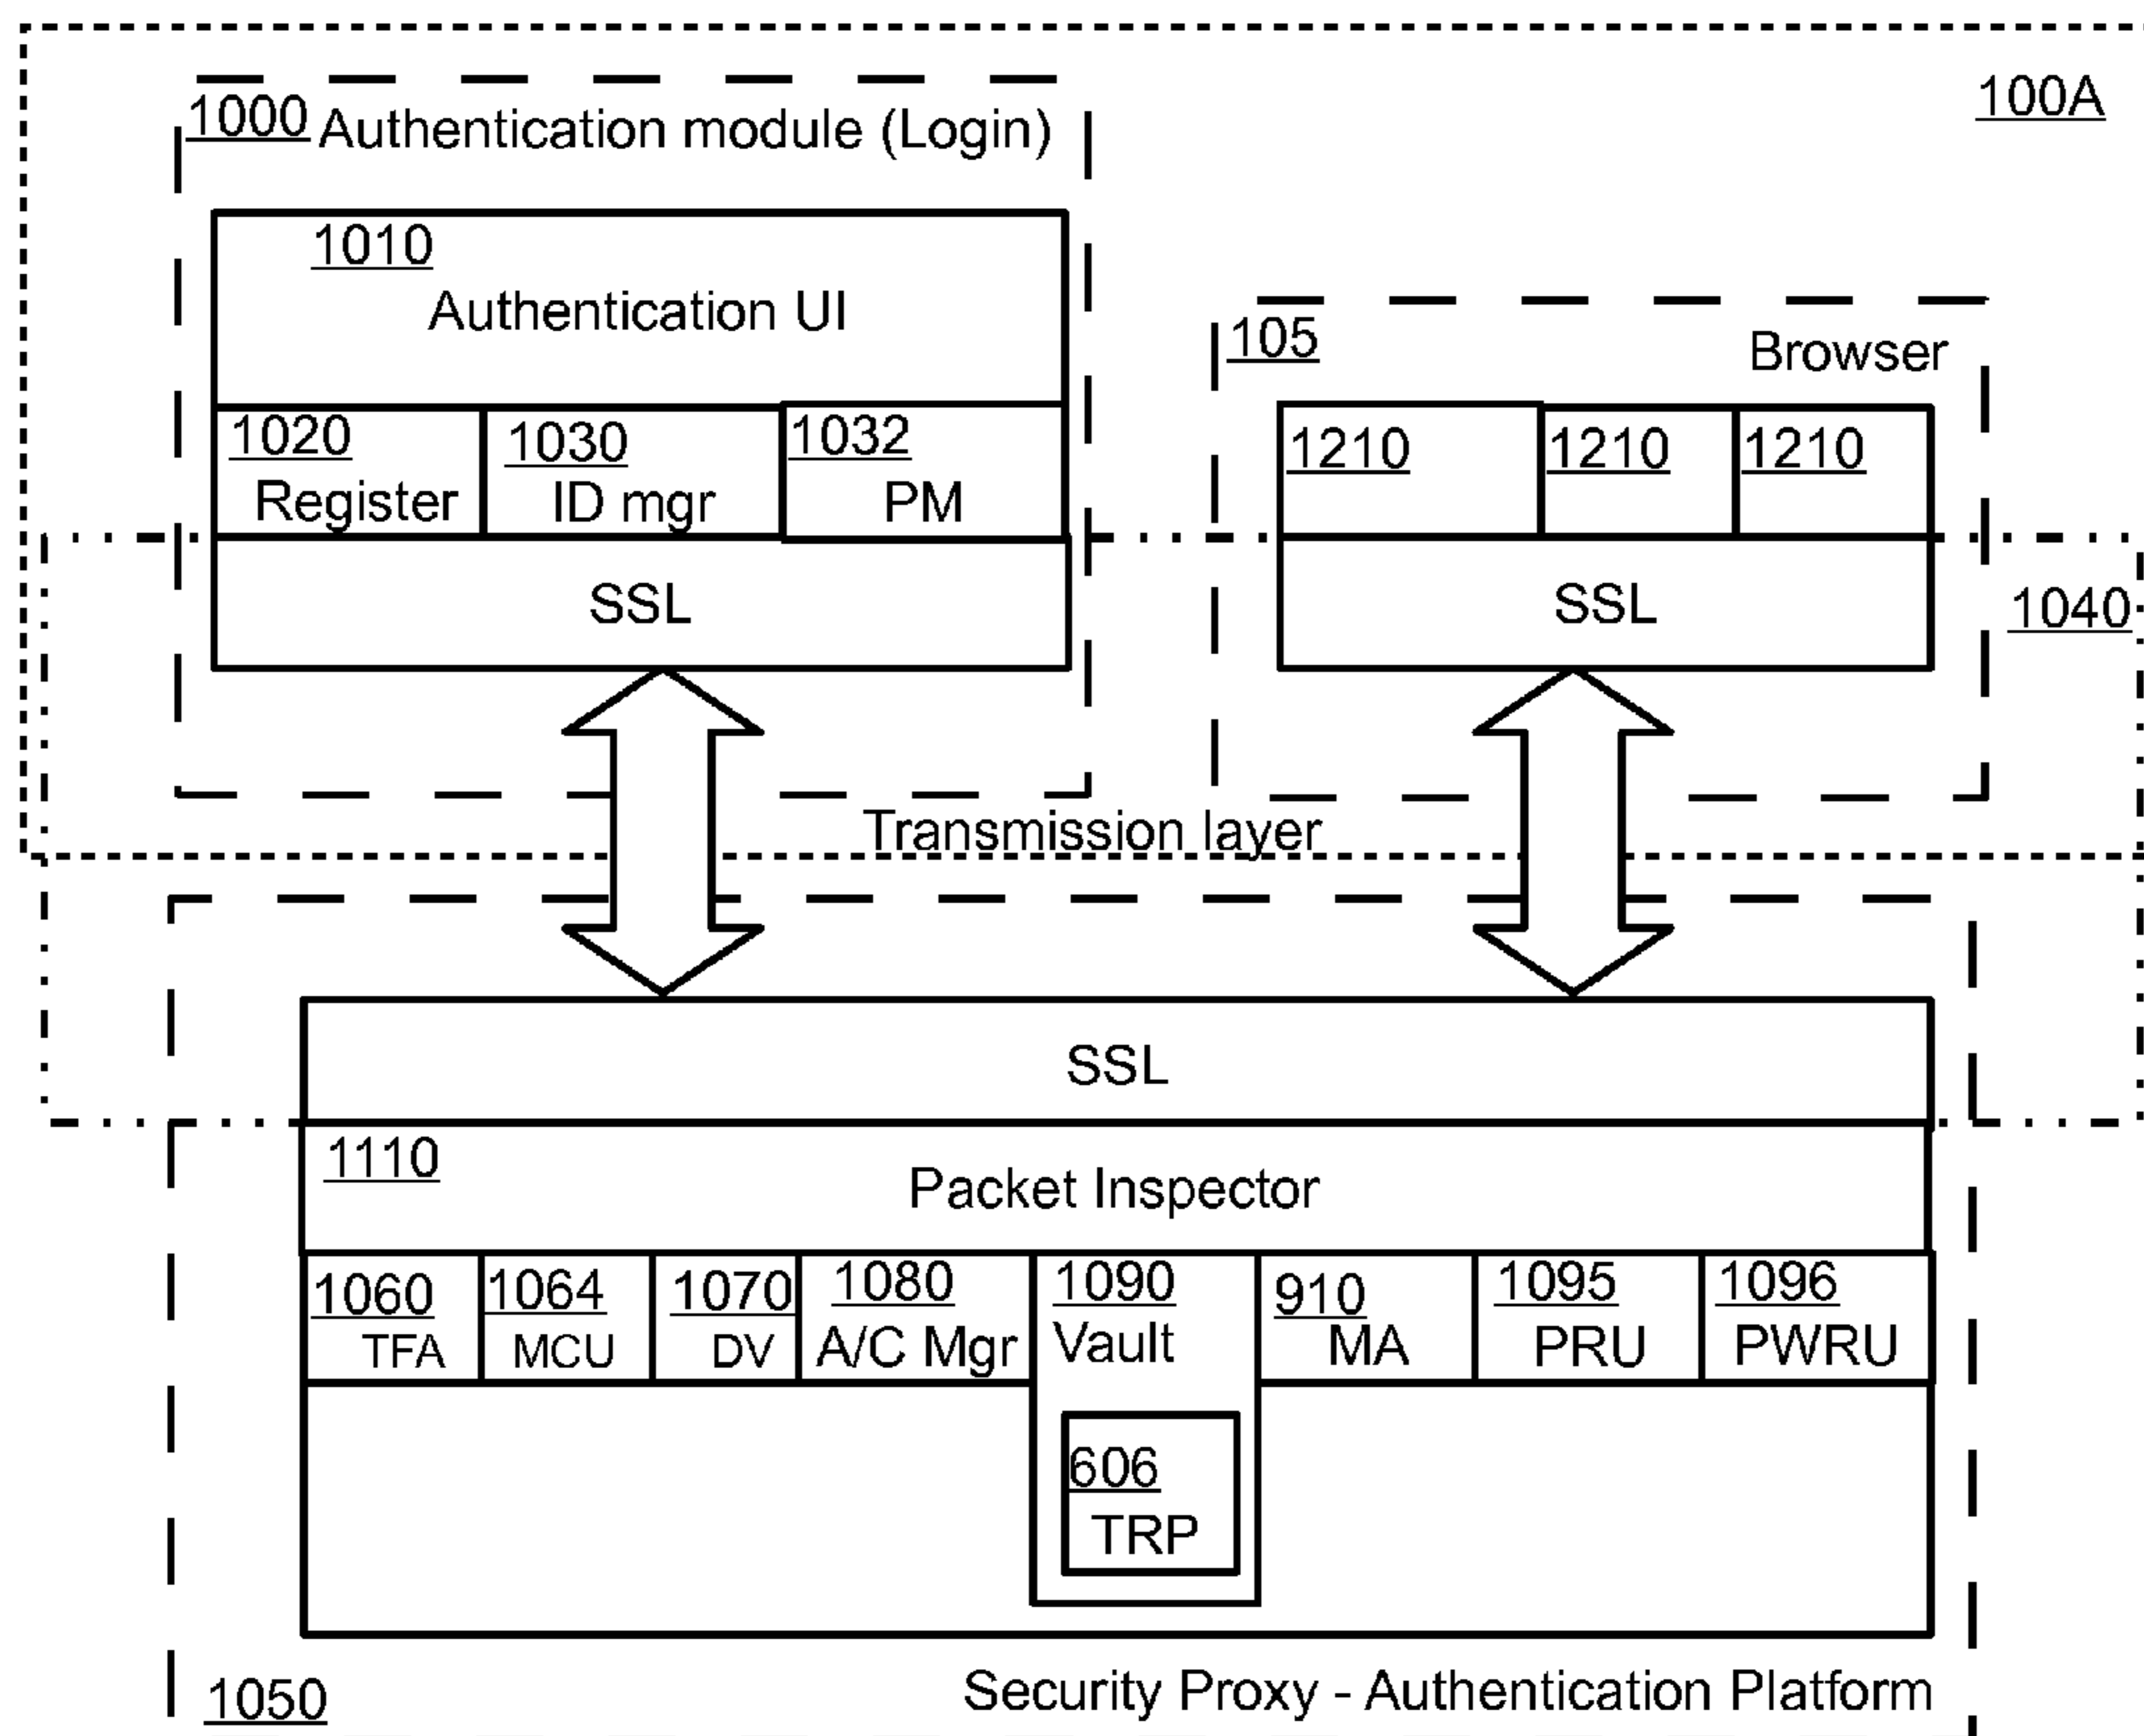 100A
1000 Authentication module (Login)
1010
Authentication UI
1020
Register
1030
ID mgr
1032
PM
SSL
105
Browser
1210
1210
1210
SSL
1040
Transmission layer
SSL
1110
Packet Inspector
1060
TFA
1064
MCU
1070
DV
1080
A/C Mgr
1090
Vault
910
MA
1095
PRU
1096
PWRU
606
TRP
1050
Security Proxy - Authentication Platform